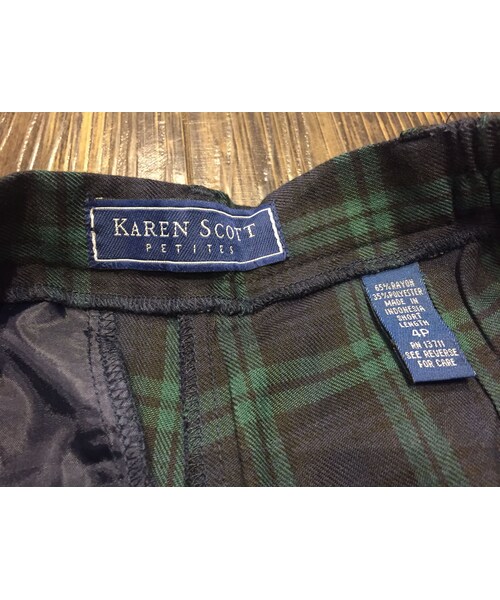 KAREN SCOTT
PETITES
65% RAYON
35% POLYESTER
MADE IN
INDONESIA
SHORT
LENGTH
4P
RN 13711
SEE REVERSE
FOR CARE